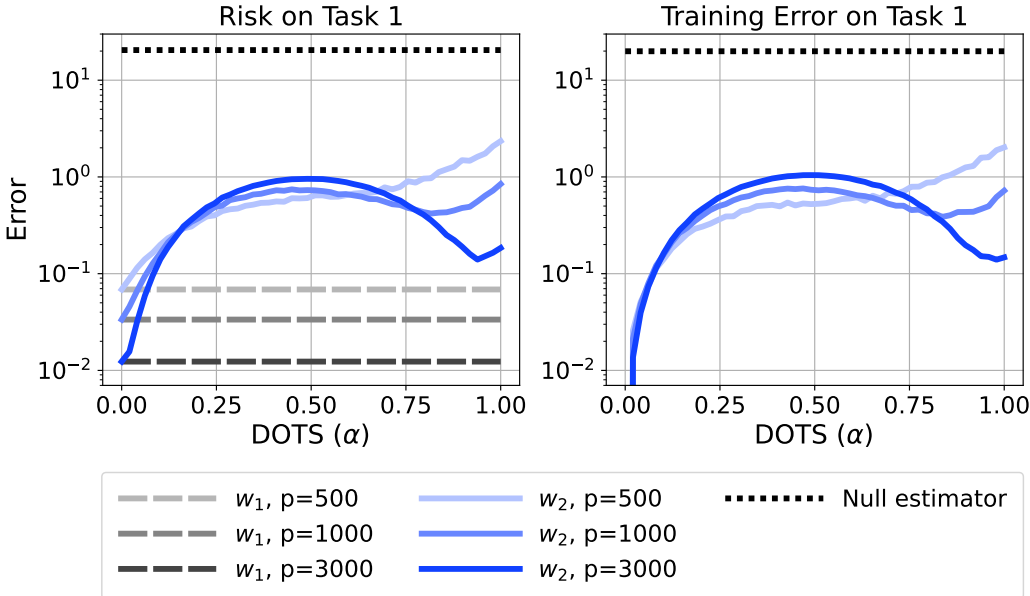 Risk on Task 1
Training Error on Task 1
Error
10¹
10⁰
10⁻¹
10⁻²
0.00 0.25 0.50 0.75 1.00
DOTS (α)
10¹
10⁰
10⁻¹
10⁻²
0.00 0.25 0.50 0.75 1.00
DOTS (α)
w₁, p=500
w₁, p=1000
w₁, p=3000
w₂, p=500
w₂, p=1000
w₂, p=3000
Null estimator